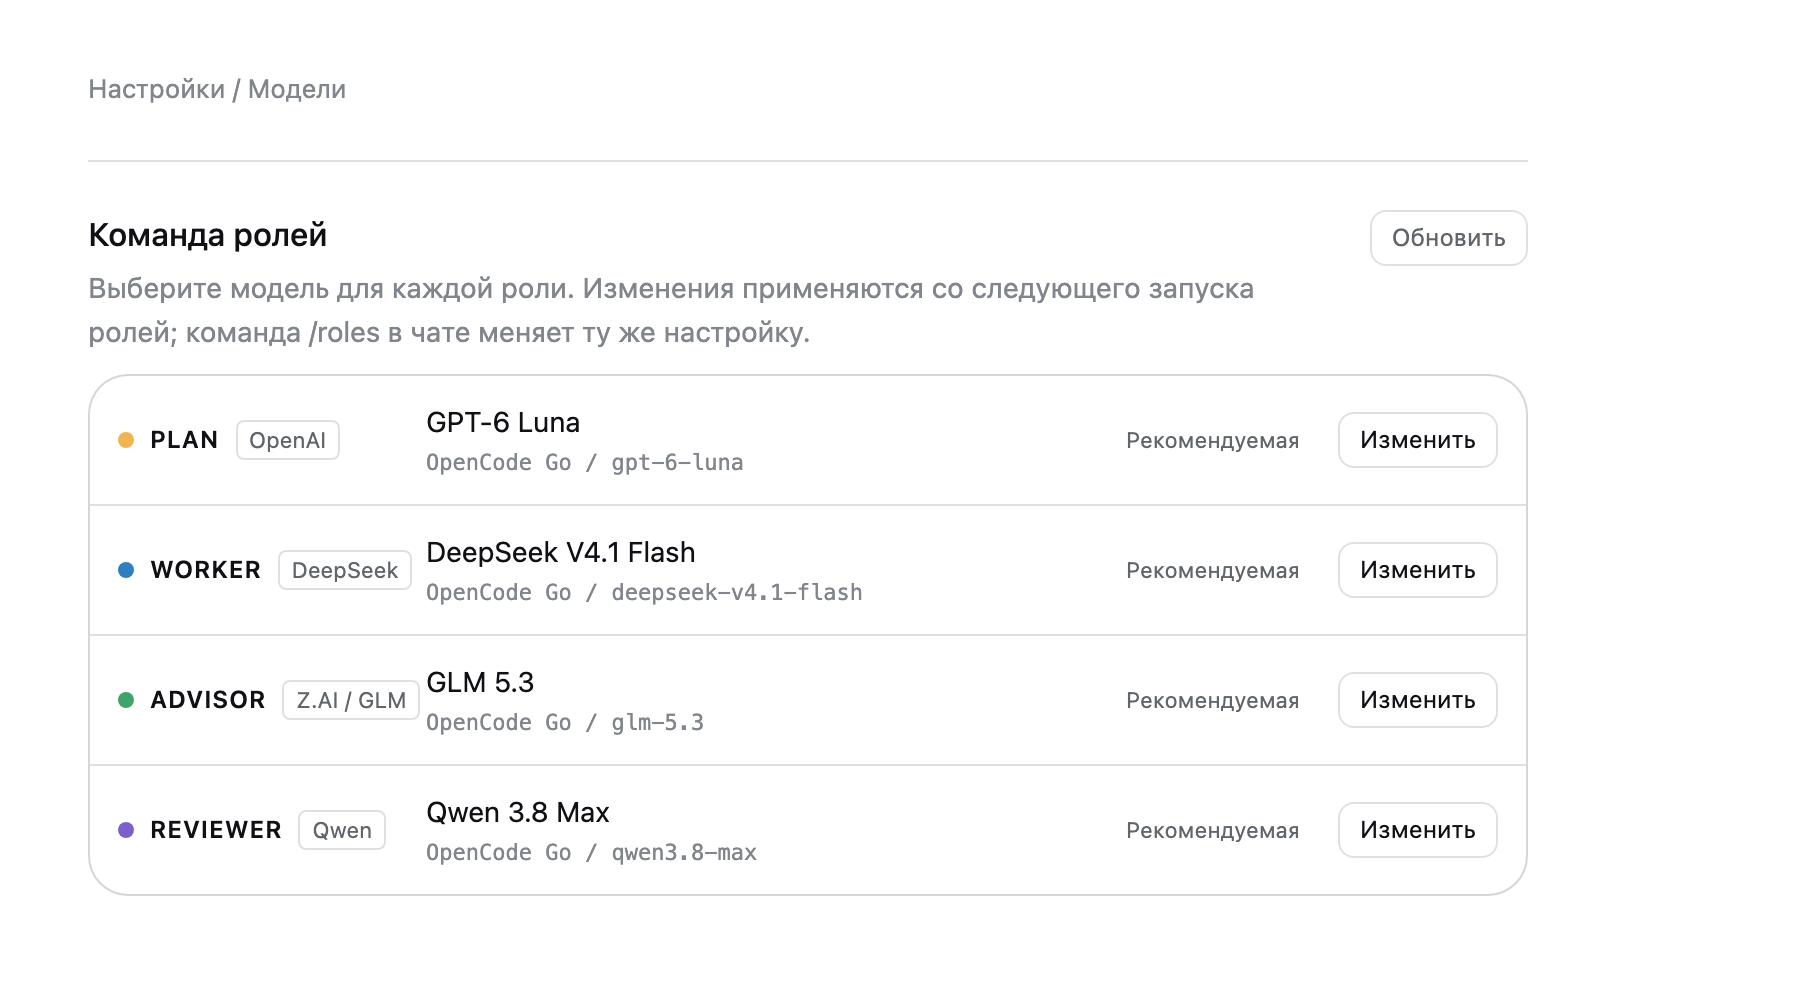 Настройки / Модели
Команда ролей
Обновить
Выберите модель для каждой роли. Изменения применяются со следующего запуска
ролей; команда /roles в чате меняет ту же настройку.
PLAN OpenAI GPT-6 Luna Рекомендуемая Изменить
OpenCode Go / gpt-6-luna
WORKER DeepSeek DeepSeek V4.1 Flash Рекомендуемая Изменить
OpenCode Go / deepseek-v4.1-flash
ADVISOR Z.AI / GLM GLM 5.3 Рекомендуемая Изменить
OpenCode Go / glm-5.3
REVIEWER Qwen Qwen 3.8 Max Рекомендуемая Изменить
OpenCode Go / qwen3.8-max